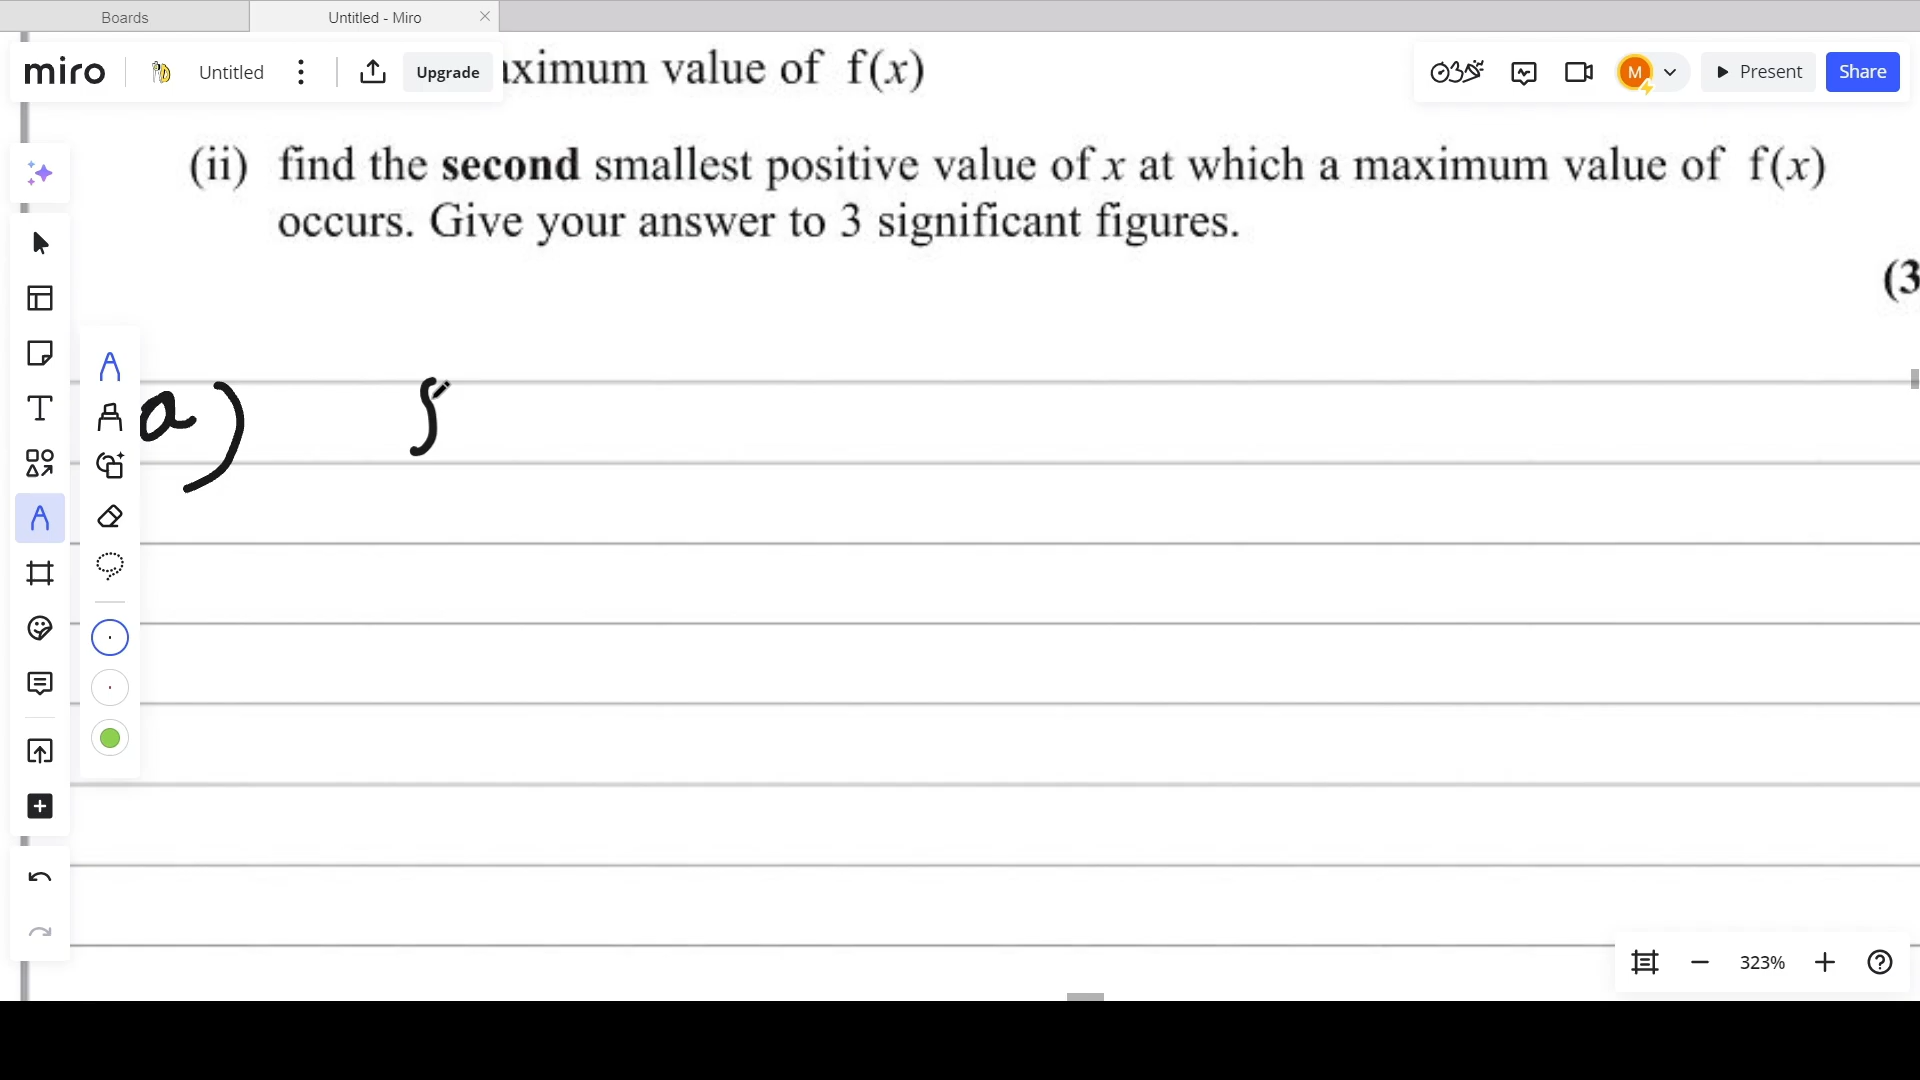 Boards
Untitled - Miro
miro
Untitled
Upgrade
ximum value of f(x)
M
Present
Share
(ii) find the second smallest positive value of x at which a maximum value of f(x)
occurs. Give your answer to 3 significant figures.
(3
a)
323%